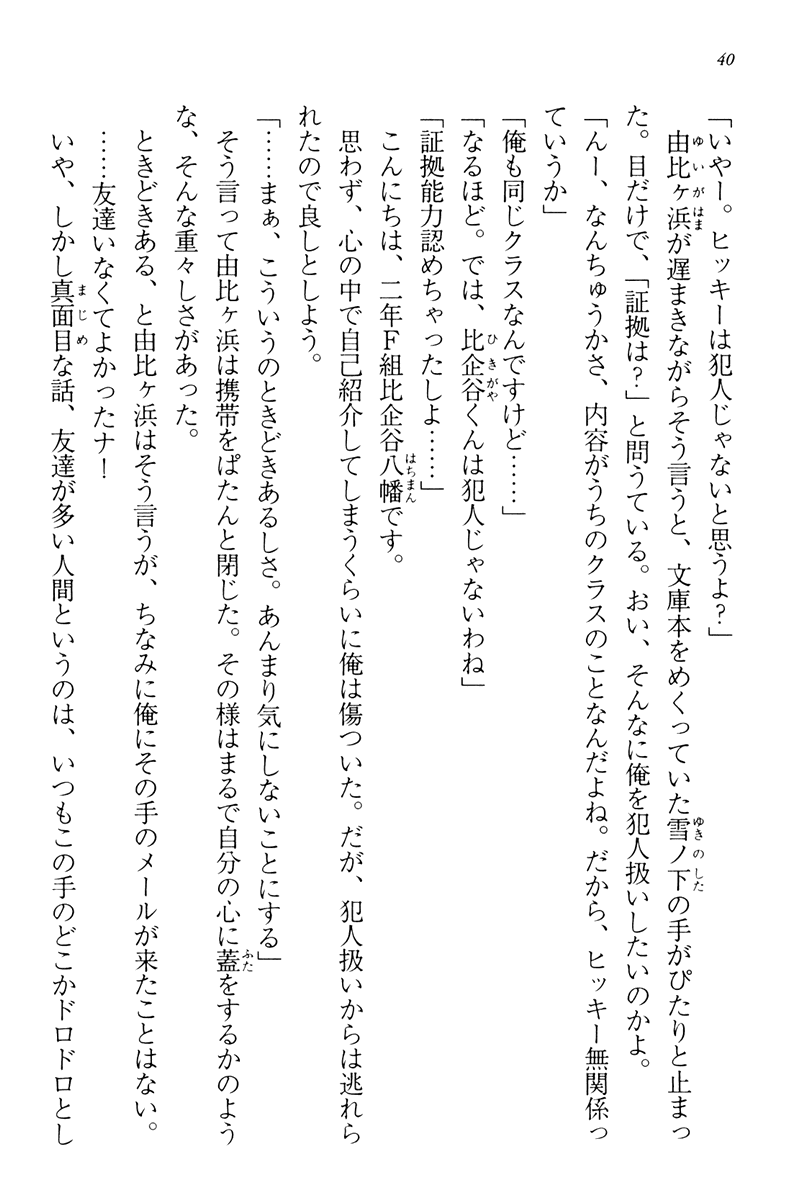 40
「いやー。ヒッキーは犯人じゃないと思うよ?」
由比ヶ浜が遅まきながらそう言うと、文庫本をめくっていた雪ノ下の手がぴたりと止まっ
た。目だけで、「証拠は?」と問うている。おい、そんなに俺を犯人扱いしたいのかよ。
「んー、なんちゅうかさ、内容がうちのクラスのことなんだよね。だから、ヒッキー無関係っ
ていうか」
「俺も同じクラスなんですけど……」
「なるほど。では、比企谷くんは犯人じゃないわね」
「証拠能力認めちゃったしよ……」
こんにちは、二年F組比企谷八幡です。
思わず、心の中で自己紹介してしまうくらいに俺は傷ついた。だが、犯人扱いからは逃れら
れたので良しとしよう。
「……まぁ、こういうのときどきあるしさ。あんまり気にしないことにする」
そう言って由比ヶ浜は携帯をぱたんと閉じた。その様はまるで自分の心に蓋をするかのよう
な、そんな重々しさがあった。
ときどきある、と由比ヶ浜はそう言うが、ちなみに俺にその手のメールが来たことはない。
……友達いなくてよかったナ!
いや、しかし真面目な話、友達が多い人間というのは、いつもこの手のどこかドロドロとし